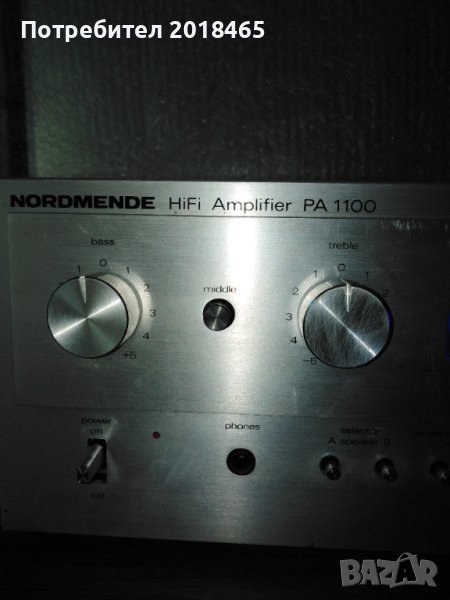 Потребител 2018465
NORDMENDE HiFi Amplifier PA 1100
bass
treble
1 0 1 2 3 4 +5
middle
2 1 0 1 2 3 4 -5
power
on
off
phones
selector
A speaker B
BAZAR